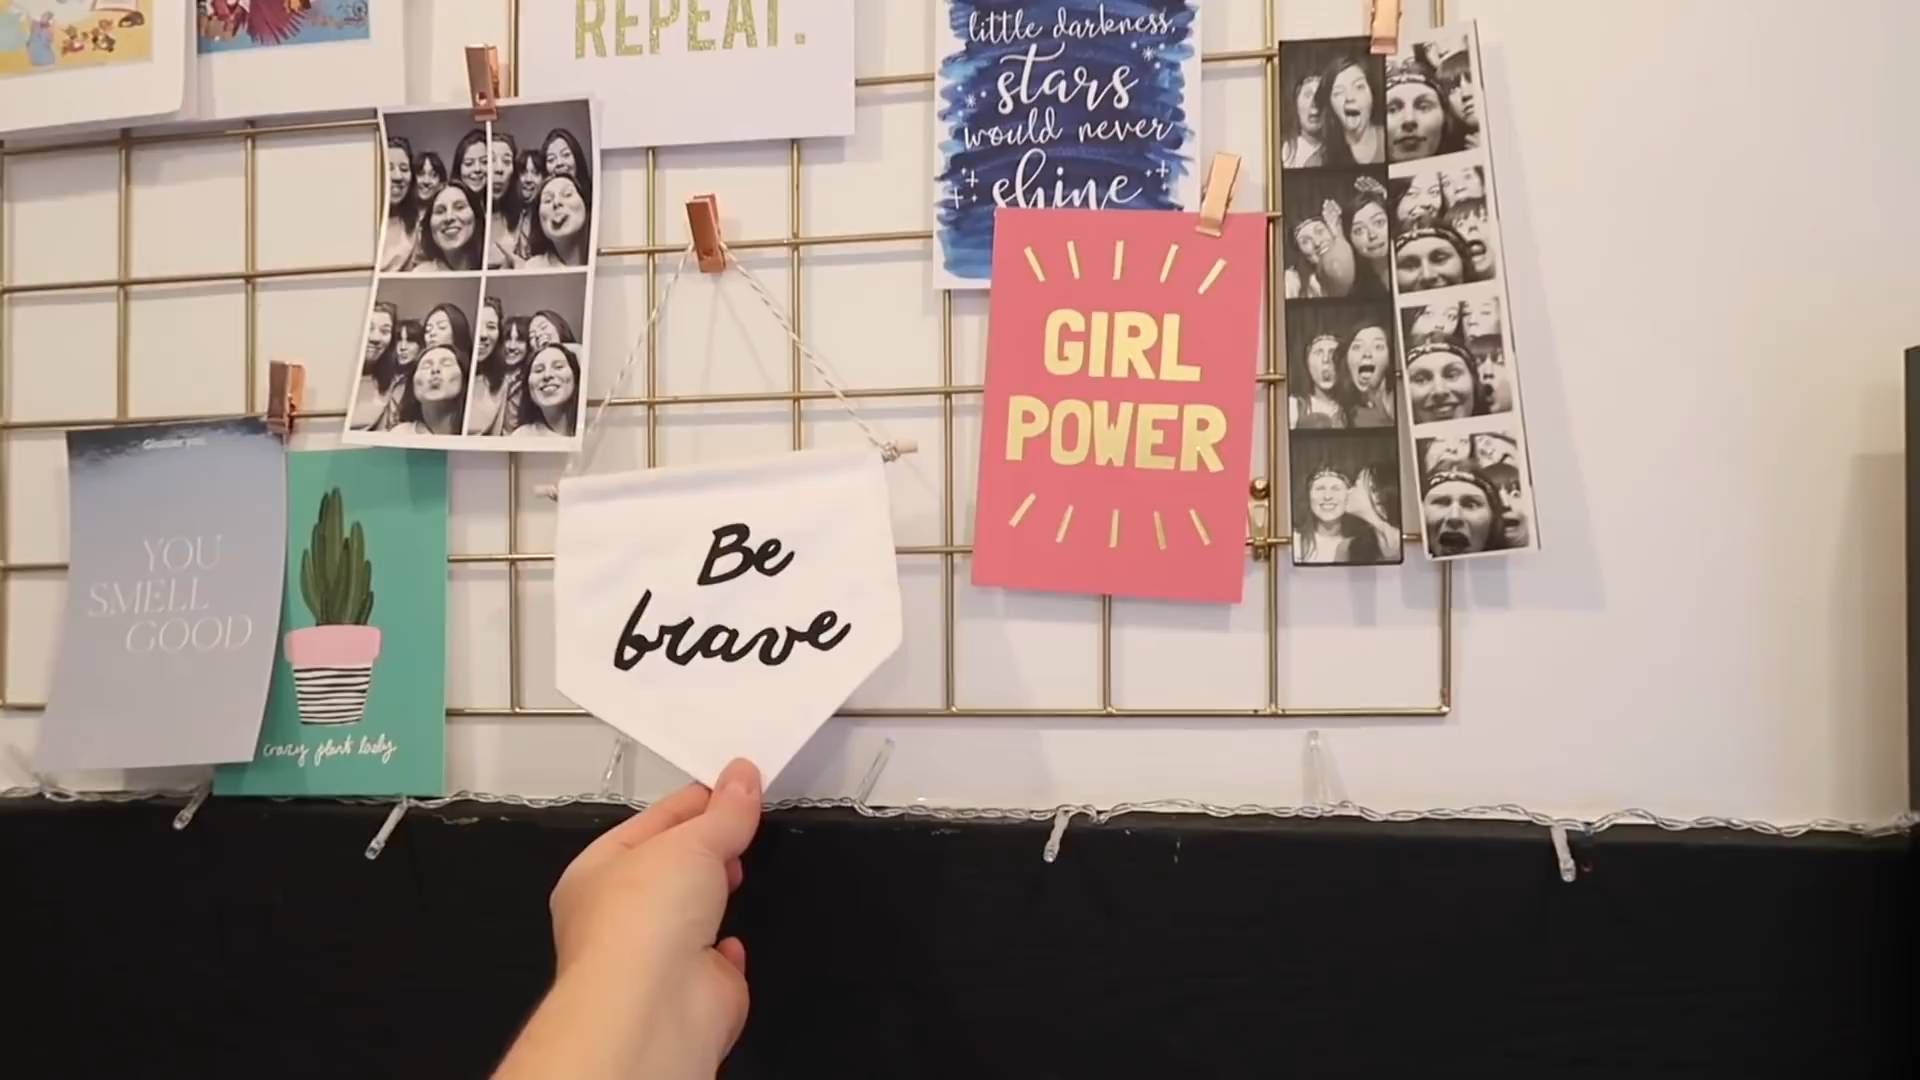 REPEAT.
little darkness,
stars
would never
shine
GIRL
POWER
YOU
SMELL
GOOD
crazy plant lady
Be
brave